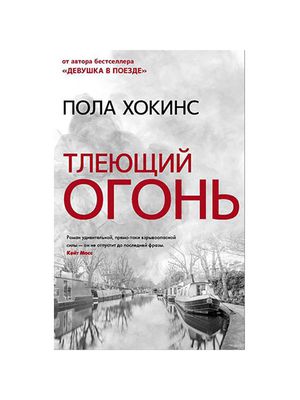 от автора бестселлера
«ДЕВУШКА В ПОЕЗДЕ»
ПОЛА ХОКИНС
ТЛЕЮЩИЙ
ОГОНЬ
Роман удивительной, прямо-таки взрывоопасной
силы — он не отпустит до последней фразы.
Кейт Мосс